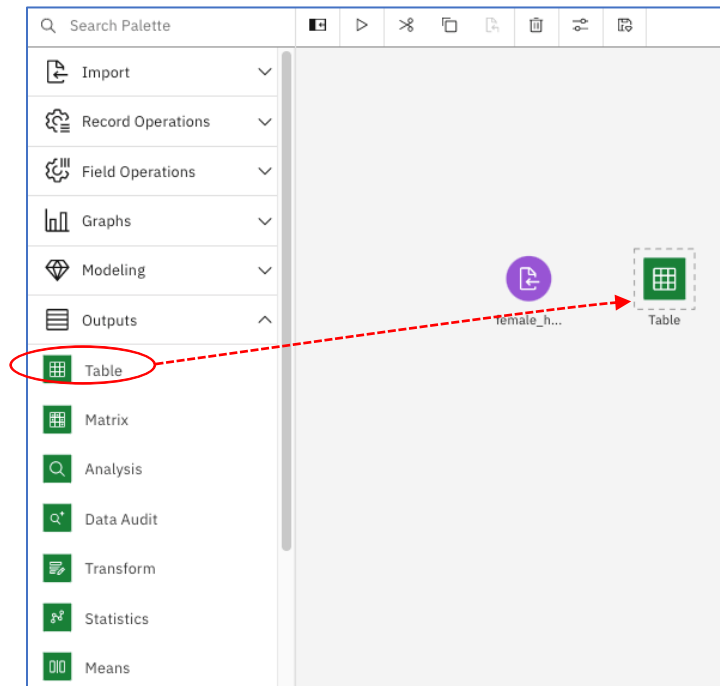 Search Palette
Import
Record Operations
Field Operations
Graphs
Modeling
Outputs
Table
Matrix
Analysis
Data Audit
Transform
Statistics
Means
female_h...
Table